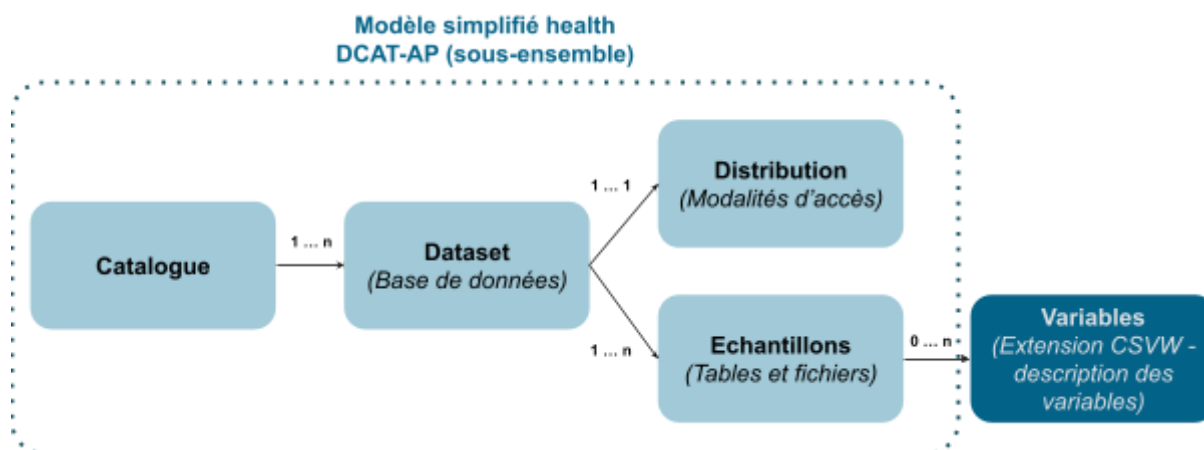 Modèle simplifié health
DCAT-AP (sous-ensemble)
Distribution
(Modalités d'accès)
1 ... 1
Catalogue
1 ... n
Dataset
(Base de données)
1 ... n
Echantillons
(Tables et fichiers)
0 ... n
Variables
(Extension CSVW -
description des
variables)